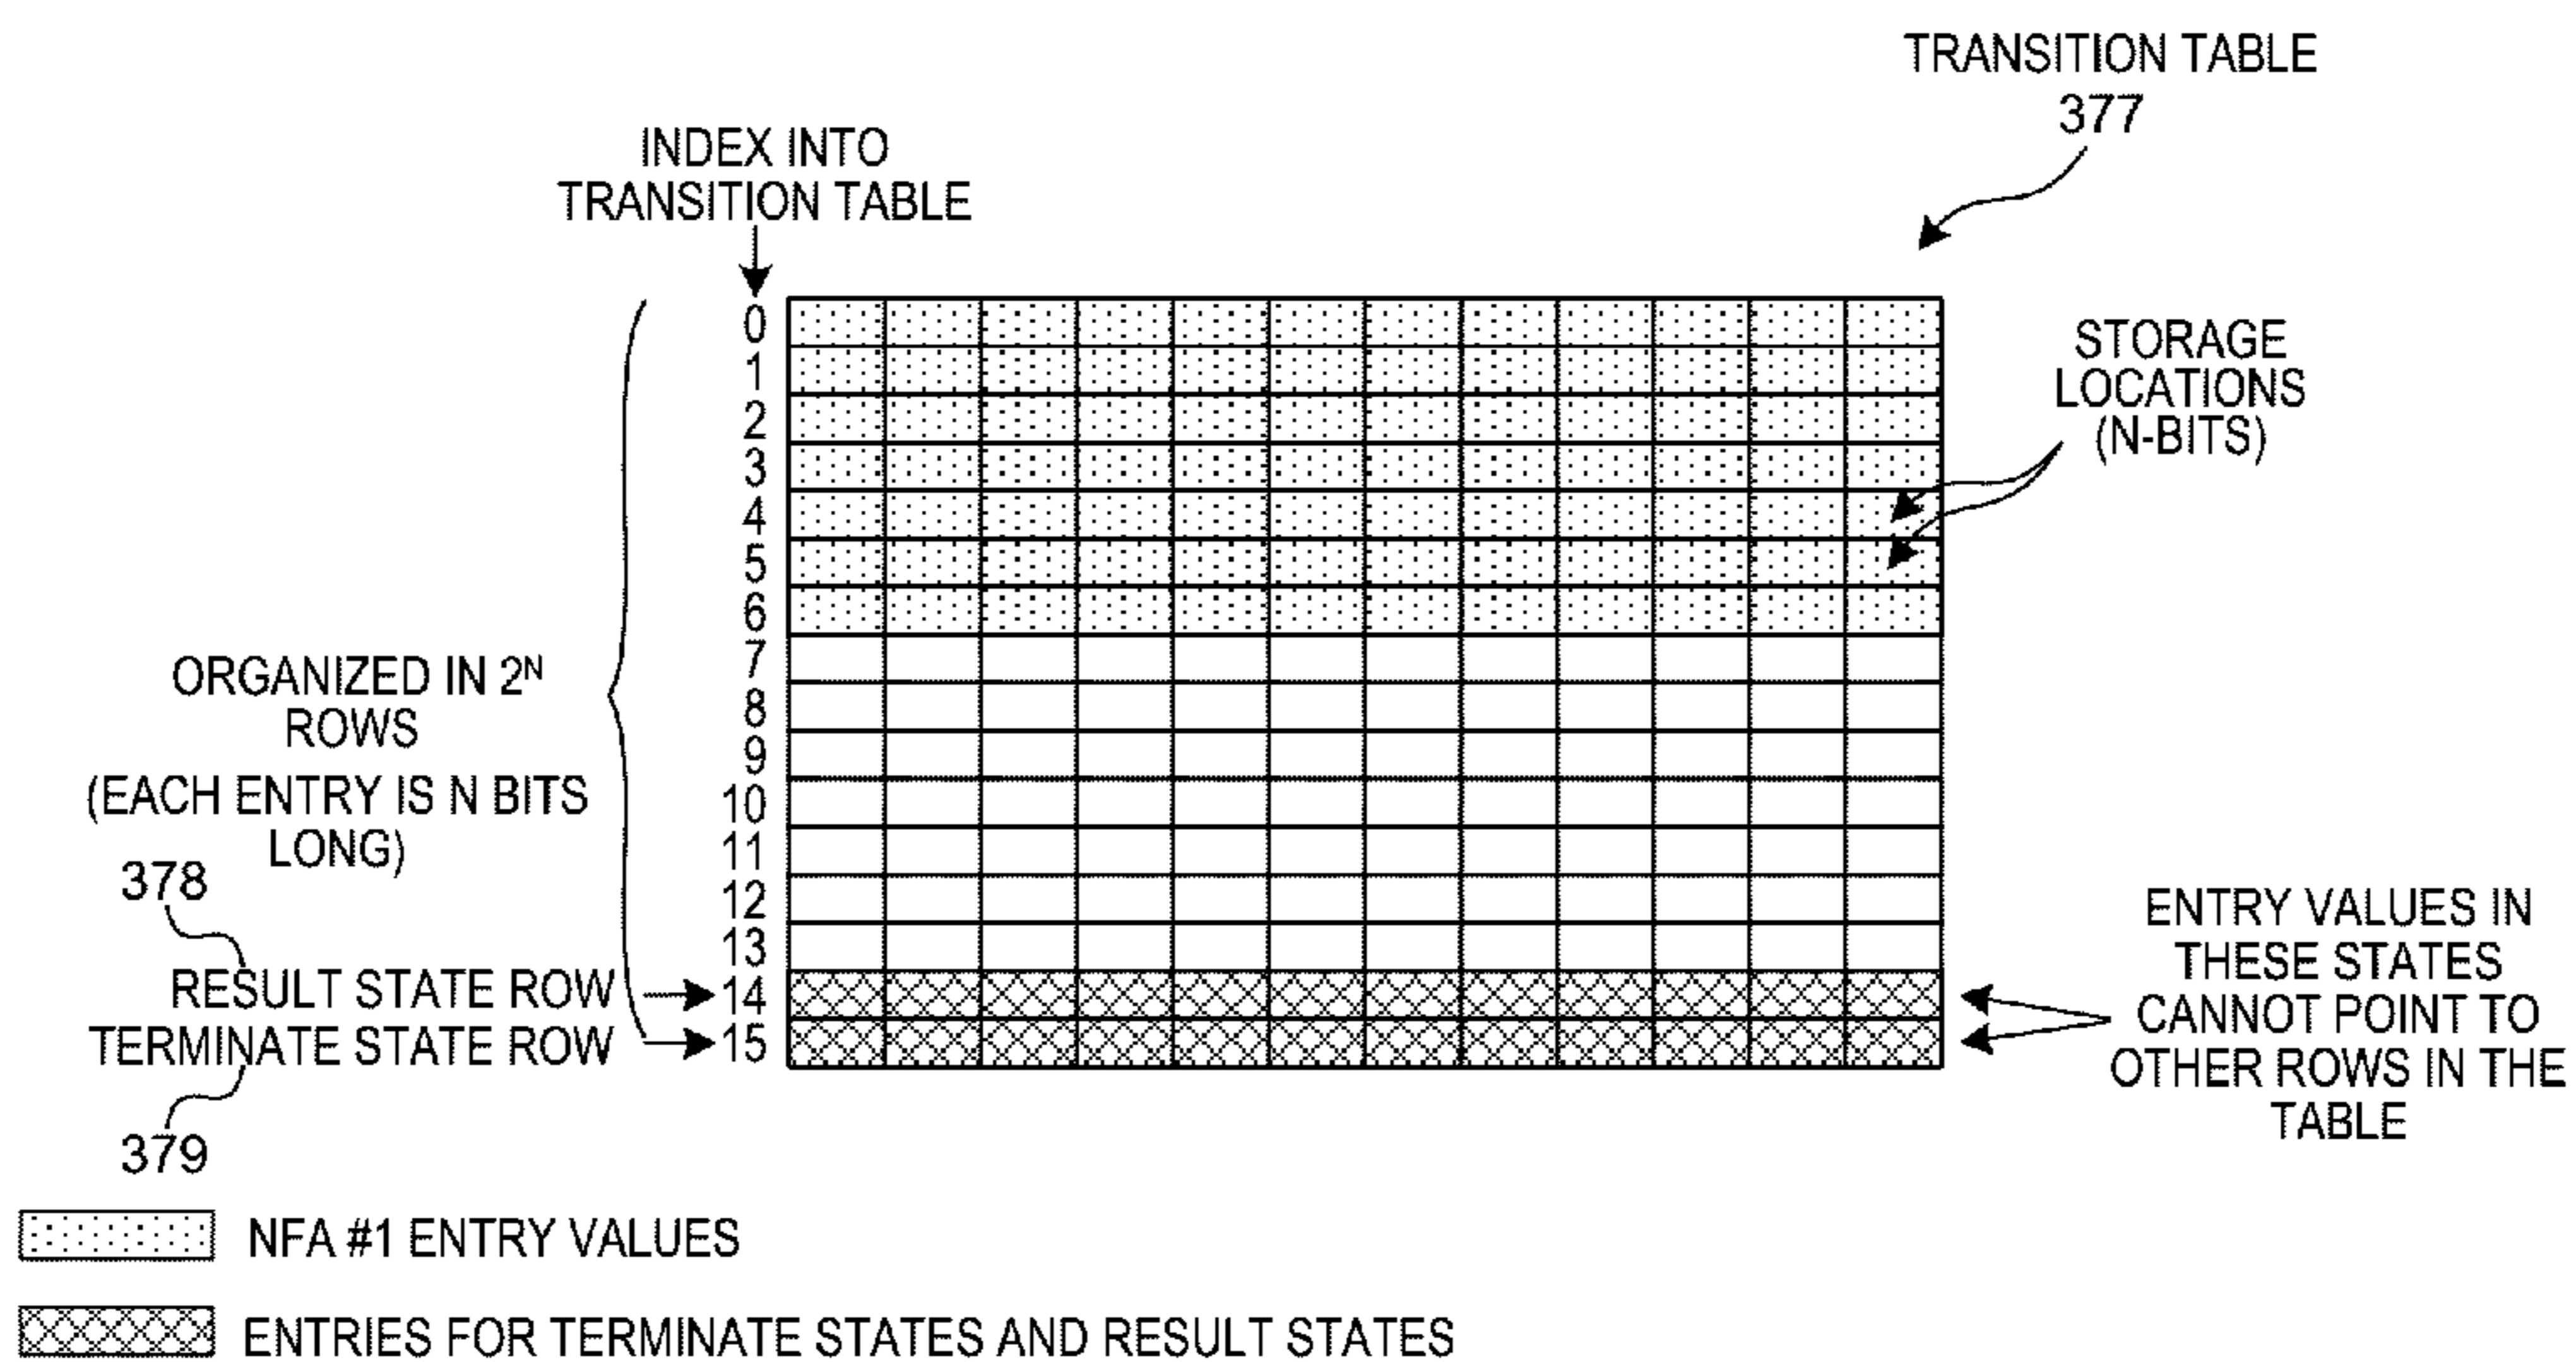 TRANSITION TABLE
377
INDEX INTO
TRANSITION TABLE
0
1
2
3
4
5
6
7
8
9
10
11
12
13
14
15
STORAGE
LOCATIONS
(N-BITS)
ORGANIZED IN 2ᴺ
ROWS
(EACH ENTRY IS N BITS
LONG)
378
RESULT STATE ROW
TERMINATE STATE ROW
379
ENTRY VALUES IN
THESE STATES
CANNOT POINT TO
OTHER ROWS IN THE
TABLE
NFA #1 ENTRY VALUES
ENTRIES FOR TERMINATE STATES AND RESULT STATES